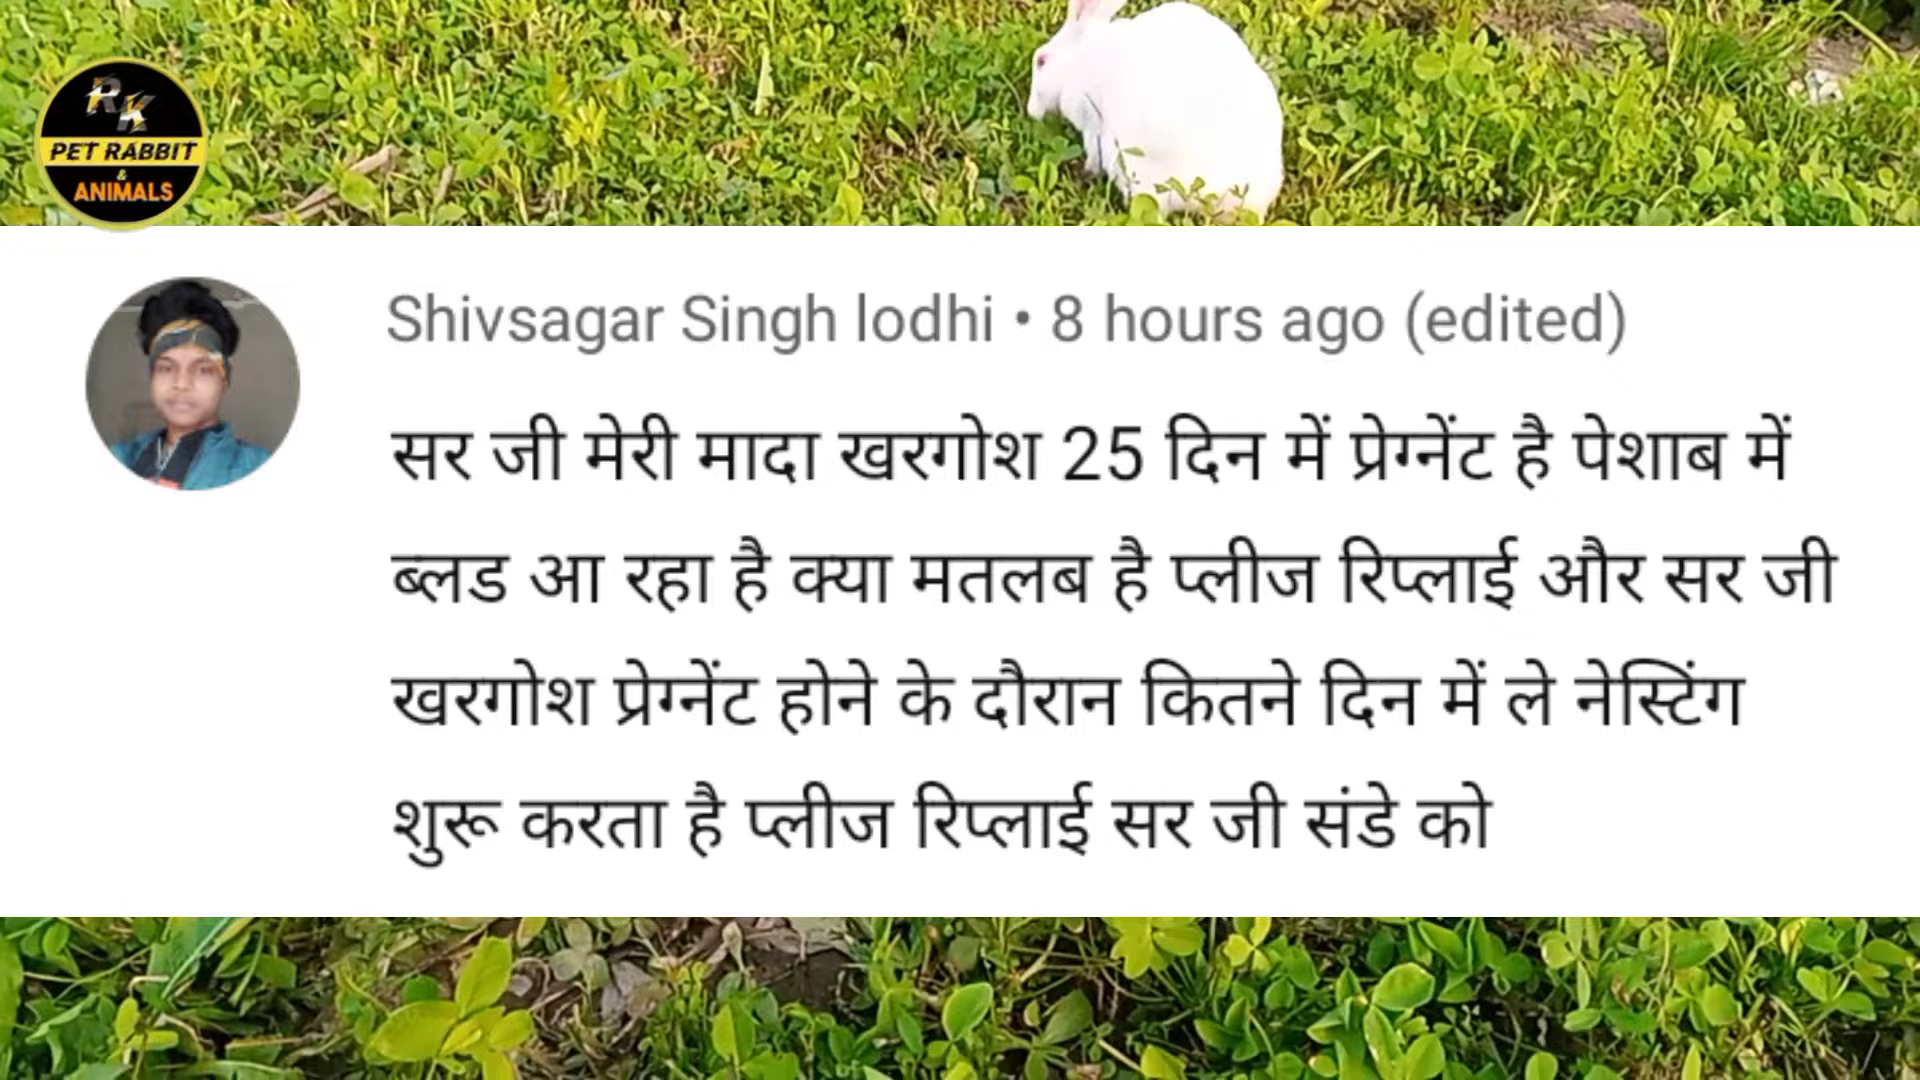 RK
PET RABBIT
&
ANIMALS
Shivsagar Singh lodhi • 8 hours ago (edited)
सर जी मेरी मादा खरगोश 25 दिन में प्रेग्नेंट है पेशाब में
ब्लड आ रहा है क्या मतलब है प्लीज रिप्लाई और सर जी
खरगोश प्रेग्नेंट होने के दौरान कितने दिन में ले नेस्टिंग
शुरू करता है प्लीज रिप्लाई सर जी संडे को